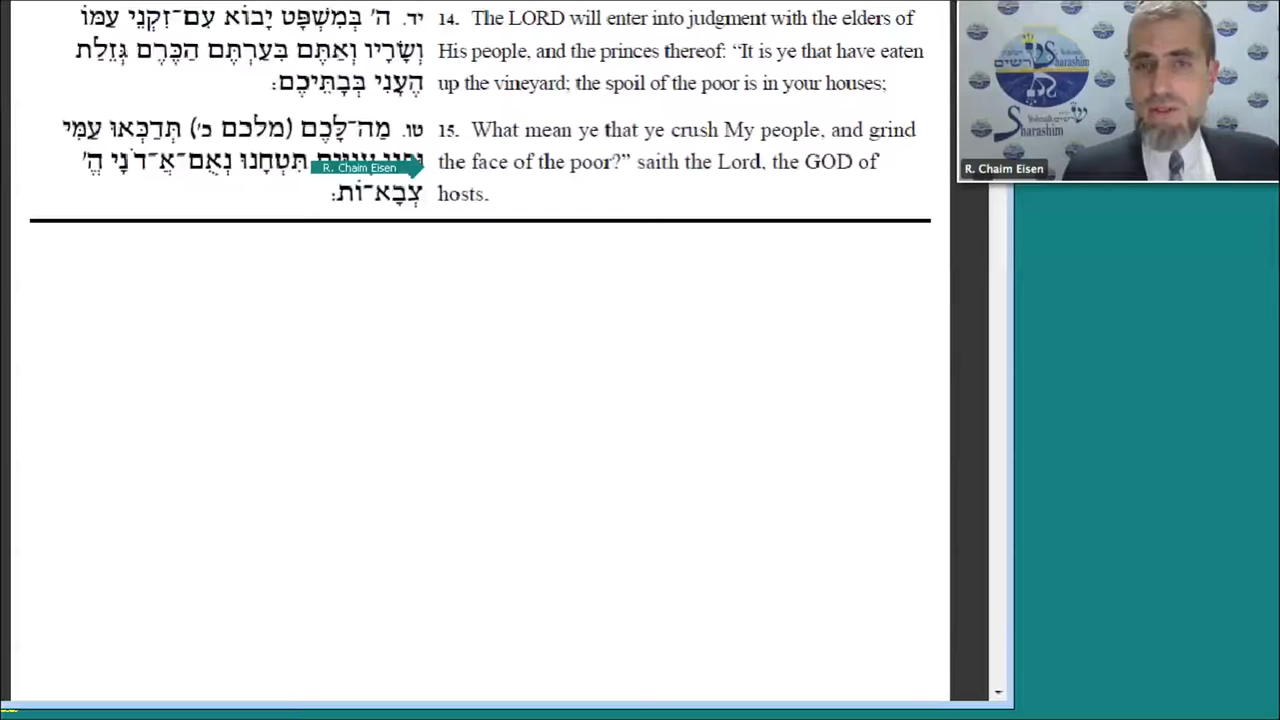 יד. ה' בְּמִשְׁפָּט יָבוֹא עִם־זִקְנֵי עַמּוֹ
וְשָׂרָיו וְאַתֶּם בִּעַרְתֶּם הַכֶּרֶם גְּזֵלַת
הֶעָנִי בְּבָתֵּיכֶם:
14. The LORD will enter into judgment with the elders of
His people, and the princes thereof: “It is ye that have eaten
up the vineyard; the spoil of the poor is in your houses;
טו. מַה־לָּכֶם (מלכם כ') תְּדַכְּאוּ עַמִּי
תִּטְחָנוּ נְאֻם־אֲ־דֹנָי הֱ'
צְבָא־וֹת:
15. What mean ye that ye crush My people, and grind
the face of the poor?” saith the Lord, the GOD of
hosts.
R. Chaim Eisen
R. Chaim Eisen
Yeshivat
Sharashim
שרשים
Sharashim